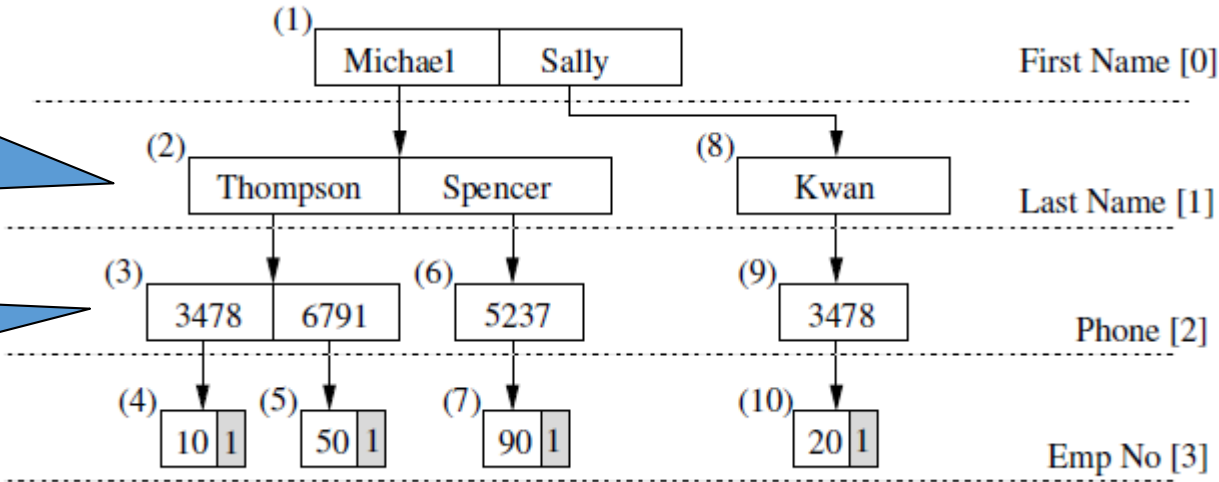 (1)
Michael Sally First Name [0]
(2) (8)
Thompson Spencer Kwan Last Name [1]
(3) (6) (9)
3478 6791 5237 3478 Phone [2]
(4) (5) (7) (10)
10 1 50 1 90 1 20 1 Emp No [3]